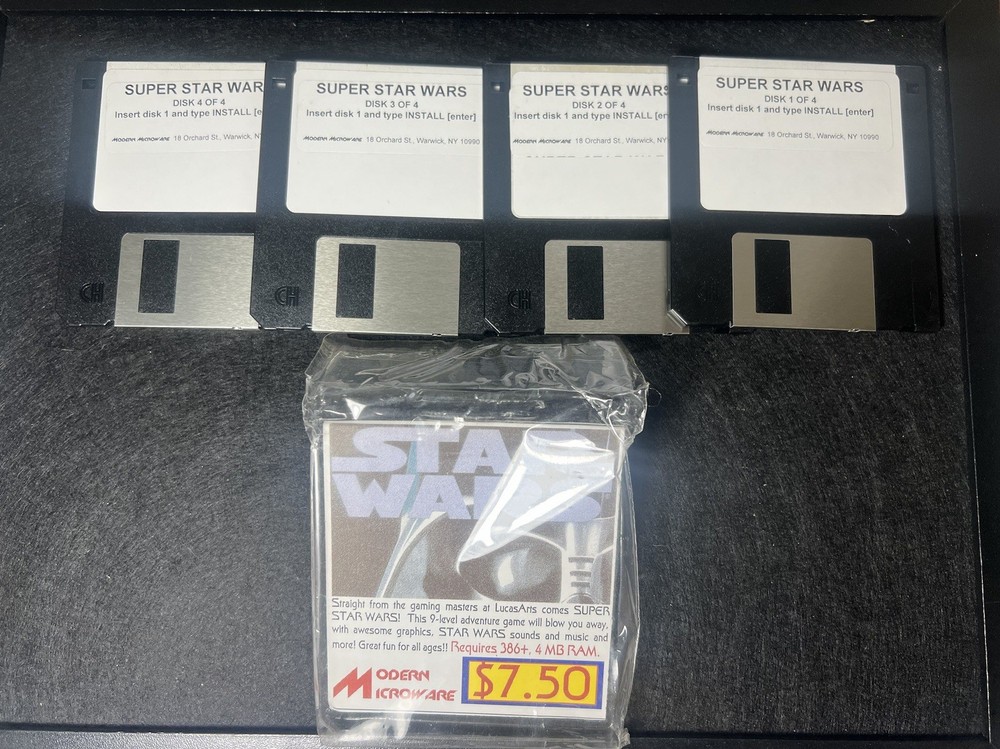 SUPER STAR WAR
DISK 4 OF 4
Insert disk 1 and type INSTALL [e
MODERN MICROWARE 18 Orchard St., Warwick, N
SUPER STAR WARS
DISK 3 OF 4
Insert disk 1 and type INSTALL [enter]
MODERN MICROWARE 18 Orchard St., Warwick, NY 10990
SUPER STAR WARS
DISK 2 OF 4
Insert disk 1 and type INSTALL [en
MODERN MICROWARE 18 Orchard St., Warwick, NY
SUPER STAR WARS
DISK 1 OF 4
Insert disk 1 and type INSTALL [enter]
MODERN MICROWARE 18 Orchard St., Warwick, NY 10990
CH
CH
CH
STAR
WARS
Straight from the gaming masters at LucasArts comes SUPER
STAR WARS! This 9-level adventure game will blow you away,
with awesome graphics, STAR WARS sounds and music and
more! Great fun for all ages!! Requires 386+, 4 MB RAM.
MODERN
MICROWARE
$7.50